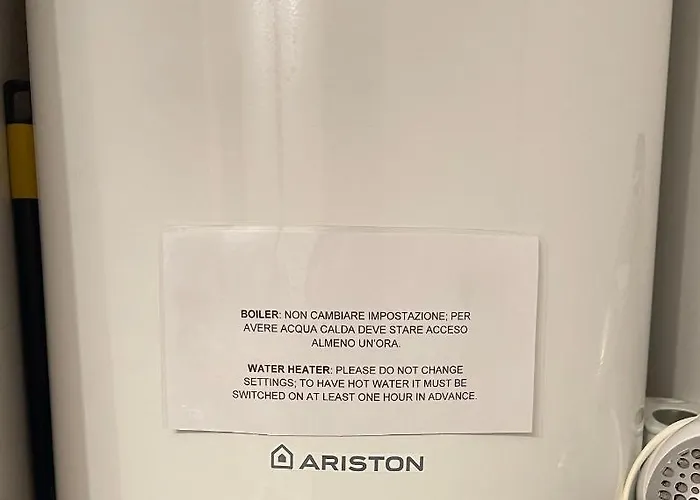 BOILER: NON CAMBIARE IMPOSTAZIONE; PER
AVERE ACQUA CALDA DEVE STARE ACCESO
ALMENO UN'ORA.
WATER HEATER: PLEASE DO NOT CHANGE
SETTINGS; TO HAVE HOT WATER IT MUST BE
SWITCHED ON AT LEAST ONE HOUR IN ADVANCE.
ARISTON